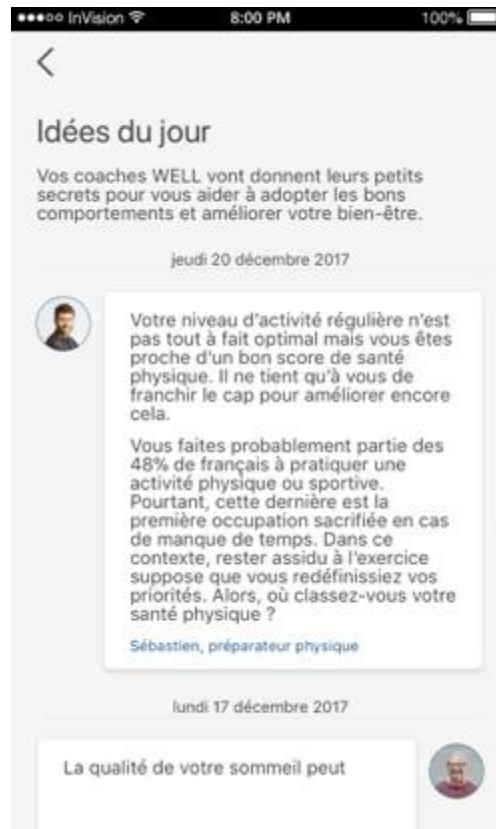 InVision 8:00 PM 100%
Idées du jour
Vos coaches WELL vont donnent leurs petits
secrets pour vous aider à adopter les bons
comportements et améliorer votre bien-être.
jeudi 20 décembre 2017
Votre niveau d'activité régulière n'est
pas tout à fait optimal mais vous êtes
proche d'un bon score de santé
physique. Il ne tient qu'à vous de
franchir le cap pour améliorer encore
cela.
Vous faites probablement partie des
48% de français à pratiquer une
activité physique ou sportive.
Pourtant, cette dernière est la
première occupation sacrifiée en cas
de manque de temps. Dans ce
contexte, rester assidu à l'exercice
suppose que vous redéfinissiez vos
priorités. Alors, où classez-vous votre
santé physique ?
Sébastien, préparateur physique
lundi 17 décembre 2017
La qualité de votre sommeil peut